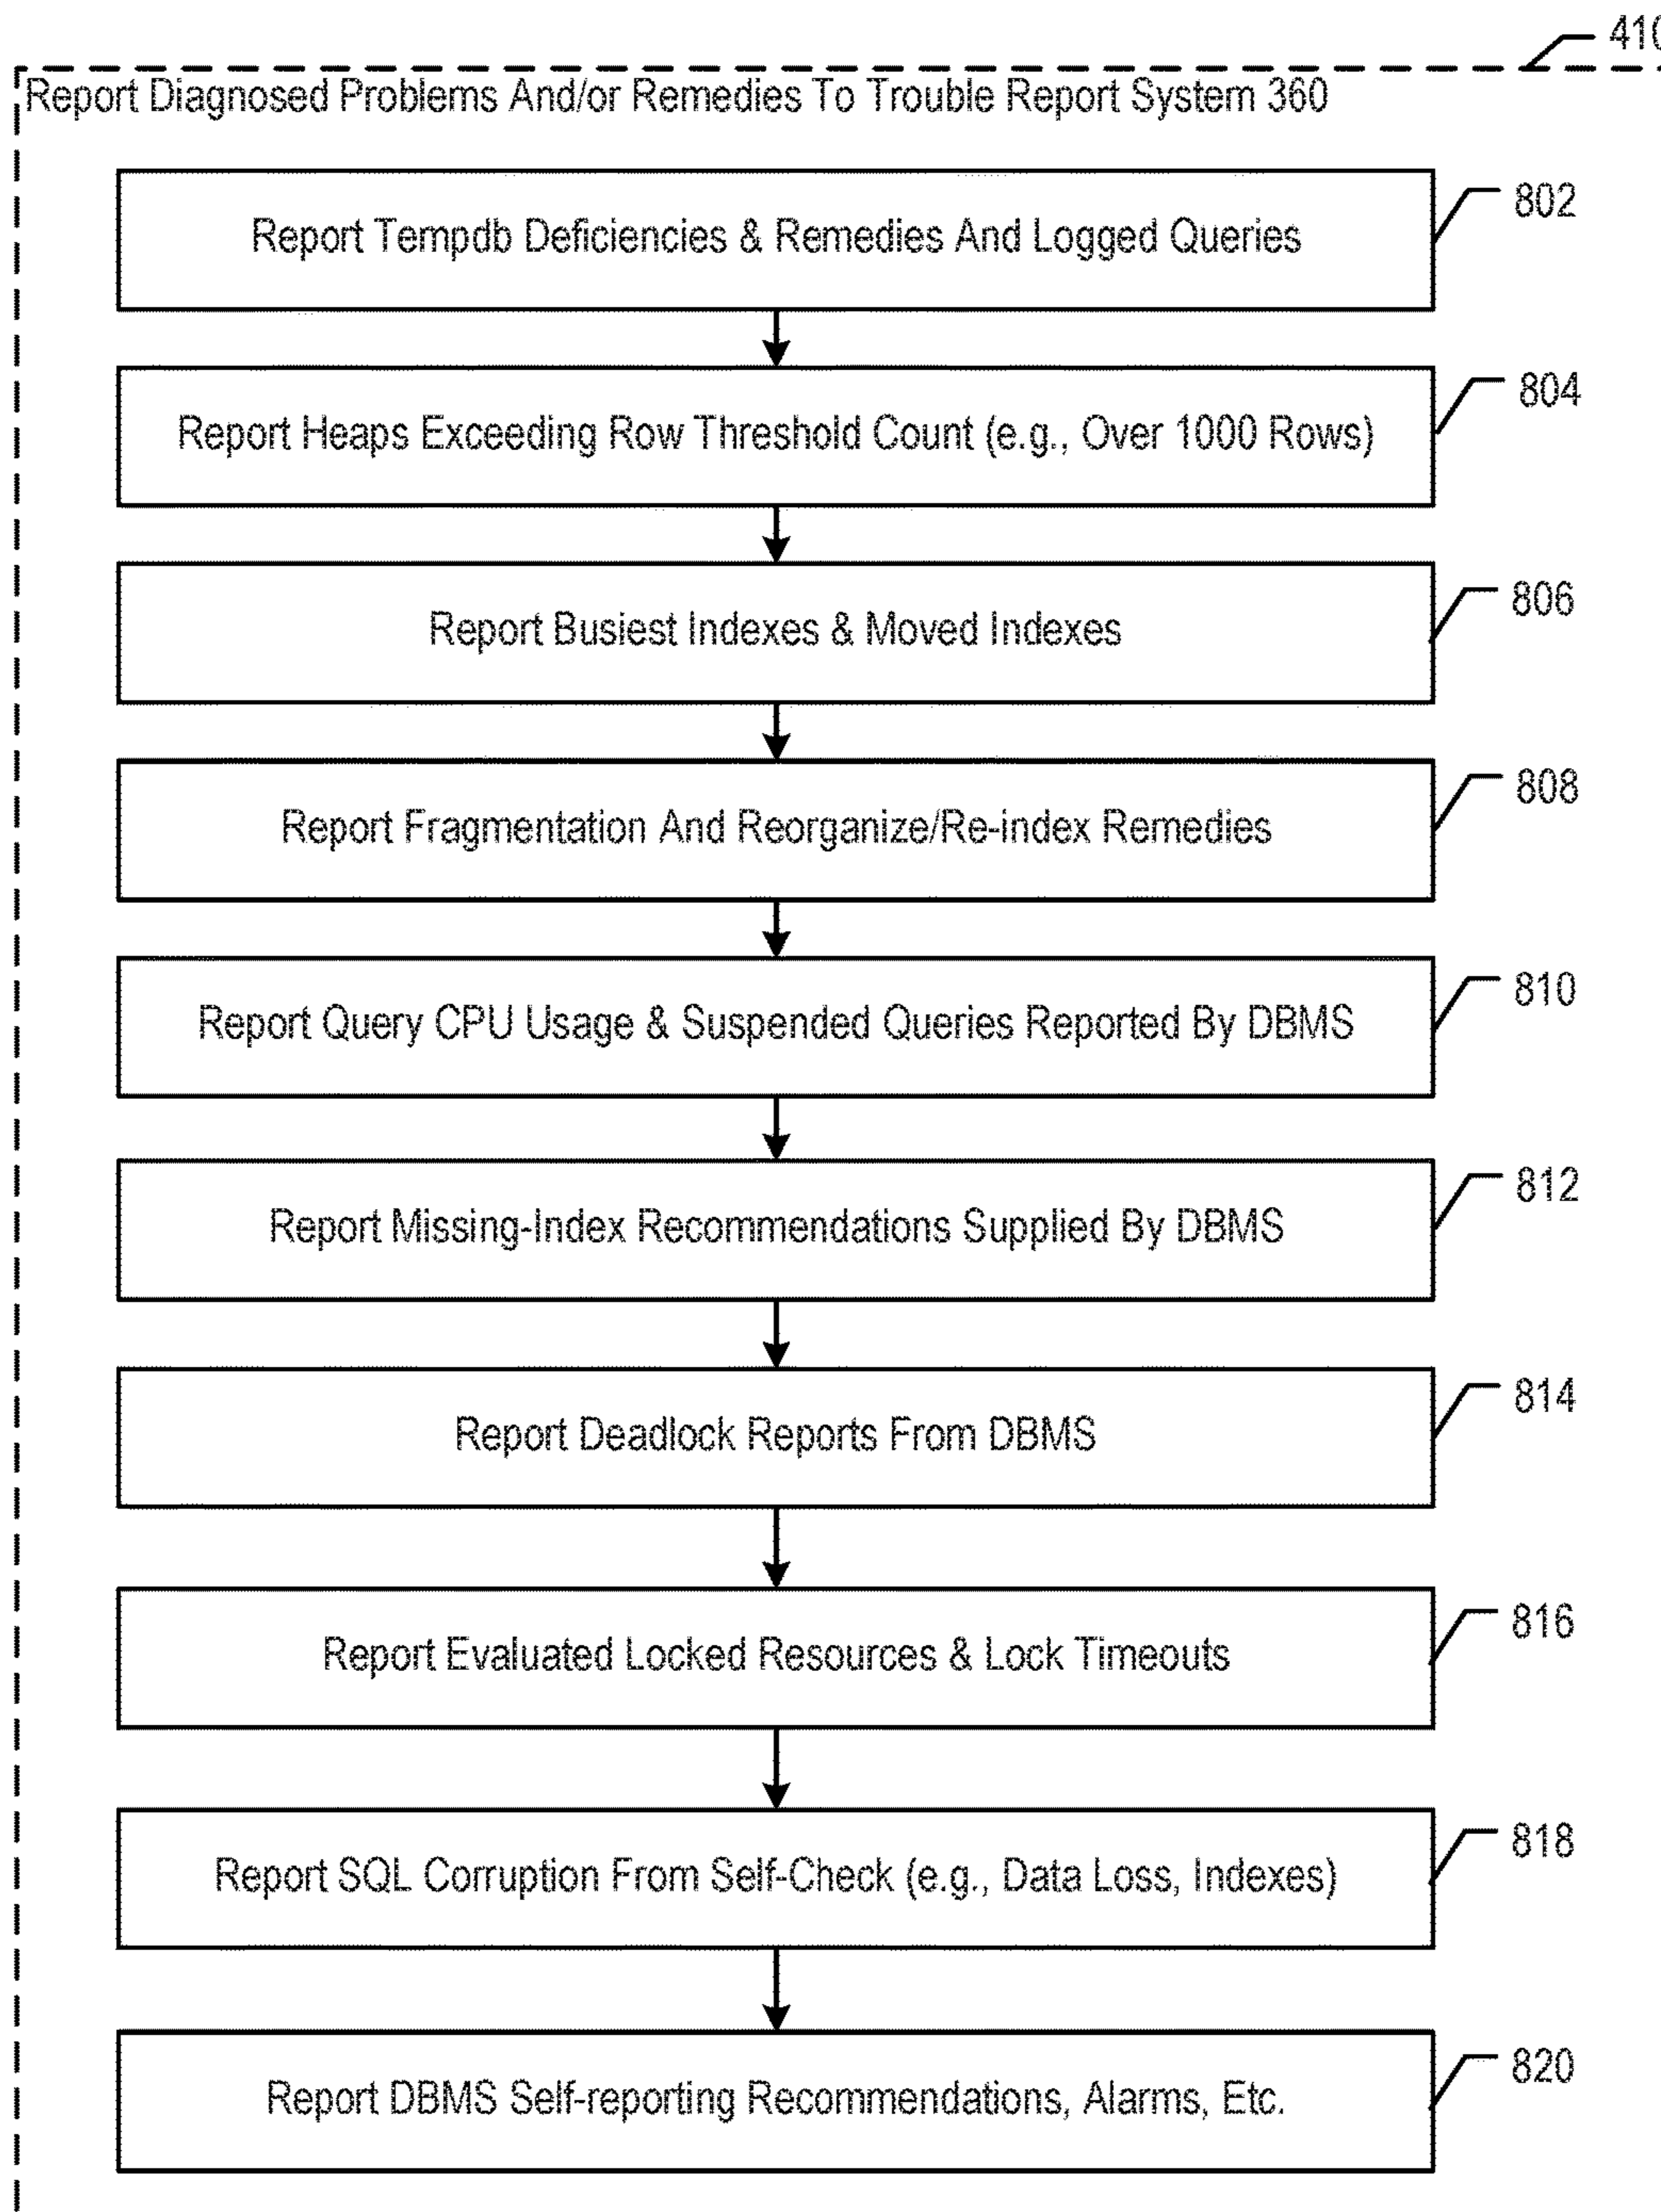 410
Report Diagnosed Problems And/or Remedies To Trouble Report System 360
Report Tempdb Deficiencies & Remedies And Logged Queries
802
Report Heaps Exceeding Row Threshold Count (e.g., Over 1000 Rows)
804
Report Busiest Indexes & Moved Indexes
806
Report Fragmentation And Reorganize/Re-index Remedies
808
Report Query CPU Usage & Suspended Queries Reported By DBMS
810
Report Missing-Index Recommendations Supplied By DBMS
812
Report Deadlock Reports From DBMS
814
Report Evaluated Locked Resources & Lock Timeouts
816
Report SQL Corruption From Self-Check (e.g., Data Loss, Indexes)
818
Report DBMS Self-reporting Recommendations, Alarms, Etc.
820